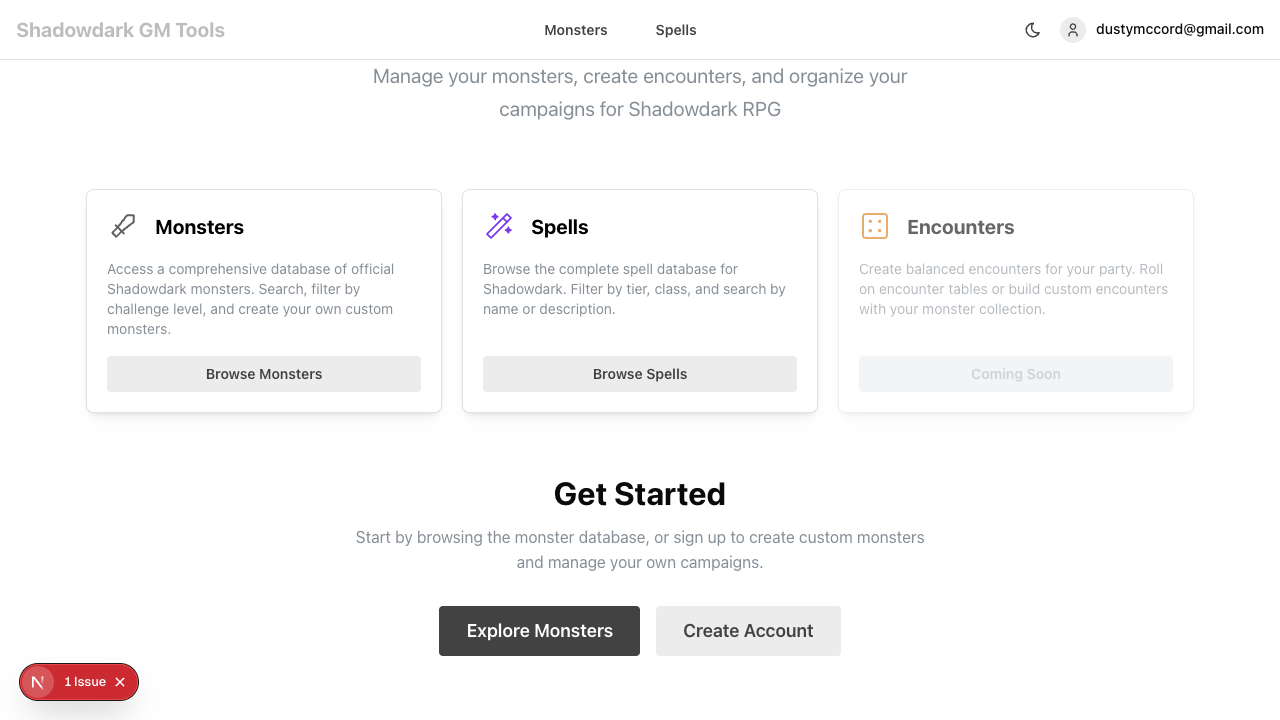 Shadowdark GM Tools
Monsters
Spells
dustymccord@gmail.com
Manage your monsters, create encounters, and organize your
campaigns for Shadowdark RPG
Monsters
Access a comprehensive database of official
Shadowdark monsters. Search, filter by
challenge level, and create your own custom
monsters.
Browse Monsters
Spells
Browse the complete spell database for
Shadowdark. Filter by tier, class, and search by
name or description.
Browse Spells
Encounters
Create balanced encounters for your party. Roll
on encounter tables or build custom encounters
with your monster collection.
Coming Soon
Get Started
Start by browsing the monster database, or sign up to create custom monsters
and manage your own campaigns.
Explore Monsters
Create Account
1 Issue